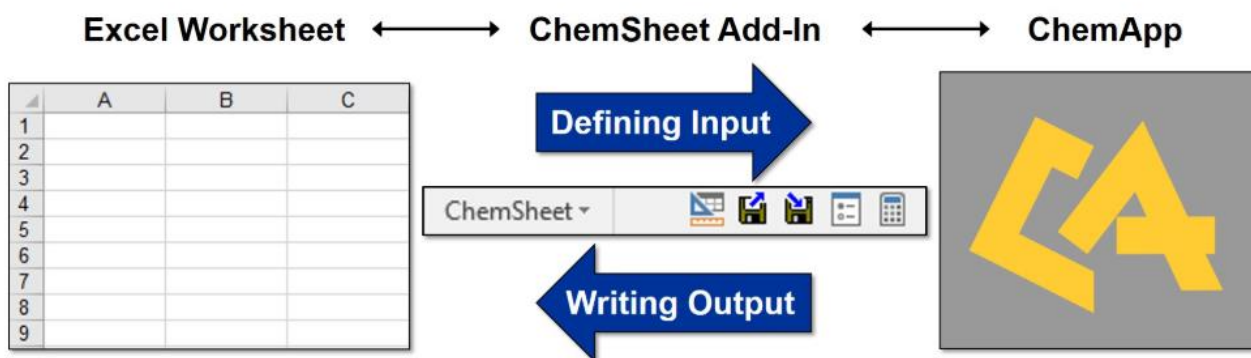 Excel Worksheet ChemSheet Add-In ChemApp
A B C
1
2
3
4
5
6
7
8
9
Defining Input
ChemSheet
Writing Output
CA